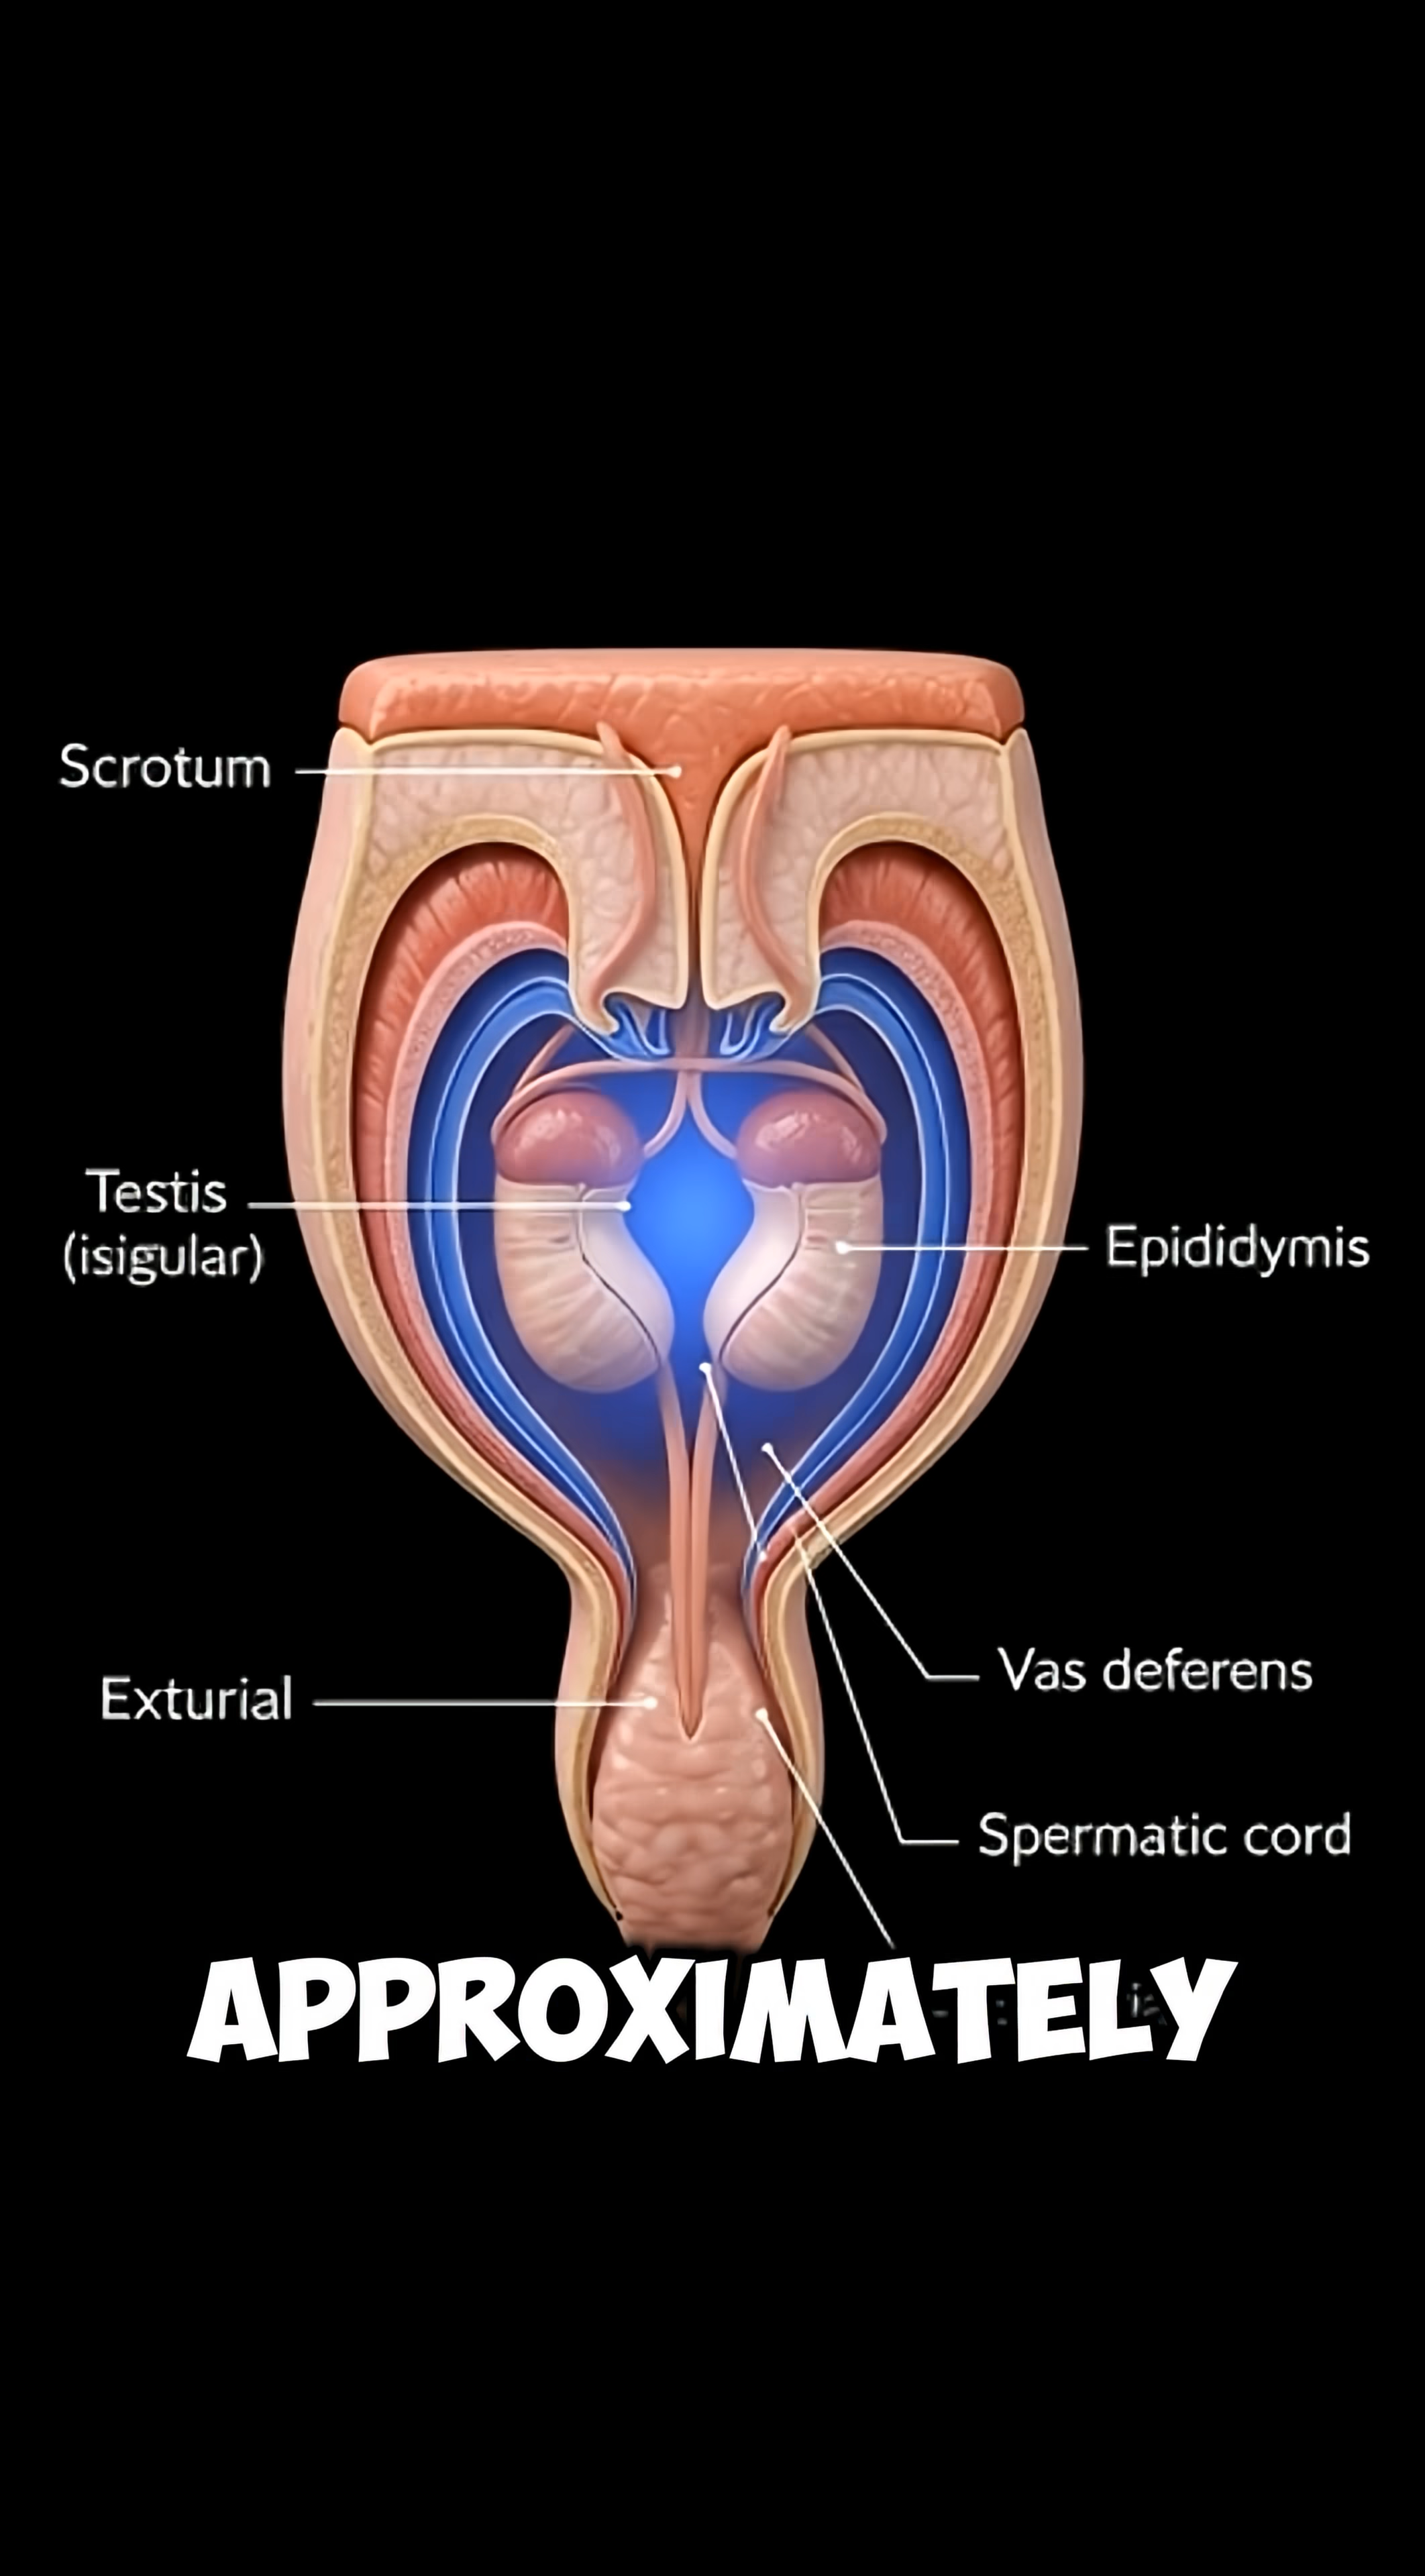 Scrotum
Testis
(isigular)
Epididymis
Exturial
Vas deferens
Spermatic cord
APPROXIMATELY